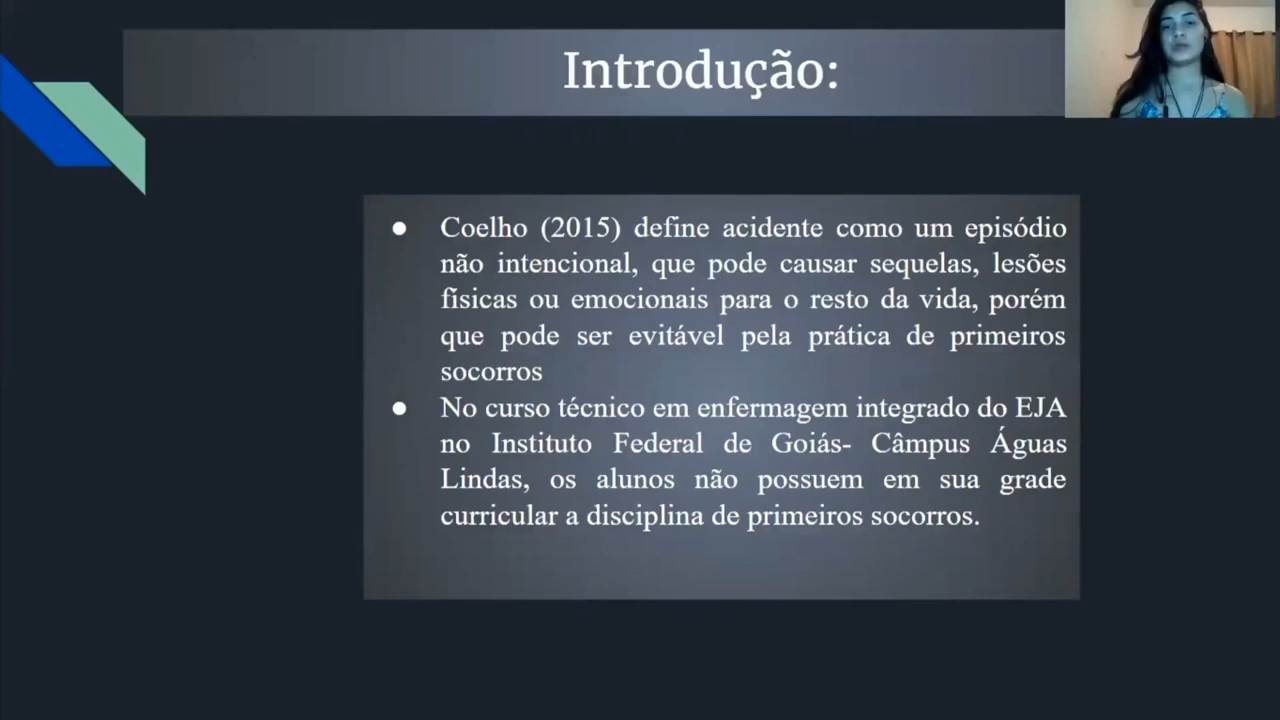 Introdução:
● Coelho (2015) define acidente como um episódio
não intencional, que pode causar sequelas, lesões
físicas ou emocionais para o resto da vida, porém
que pode ser evitável pela prática de primeiros
socorros
● No curso técnico em enfermagem integrado do EJA
no Instituto Federal de Goiás- Câmpus Águas
Lindas, os alunos não possuem em sua grade
curricular a disciplina de primeiros socorros.